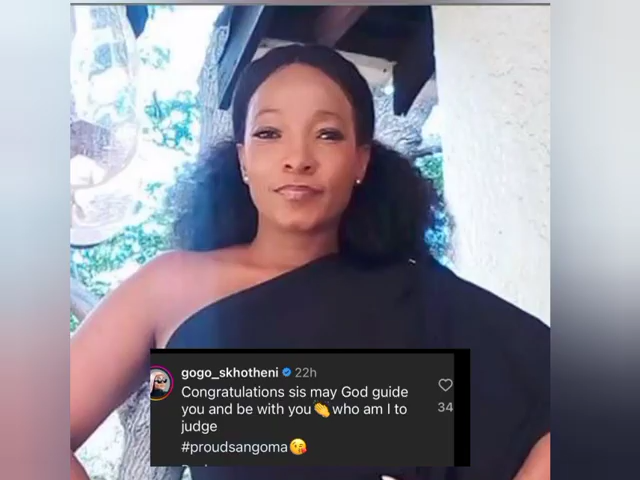 gogo_skhotheni 22h
Congratulations sis may God guide
you and be with you👏who am I to
34
judge
#proudsangoma😘